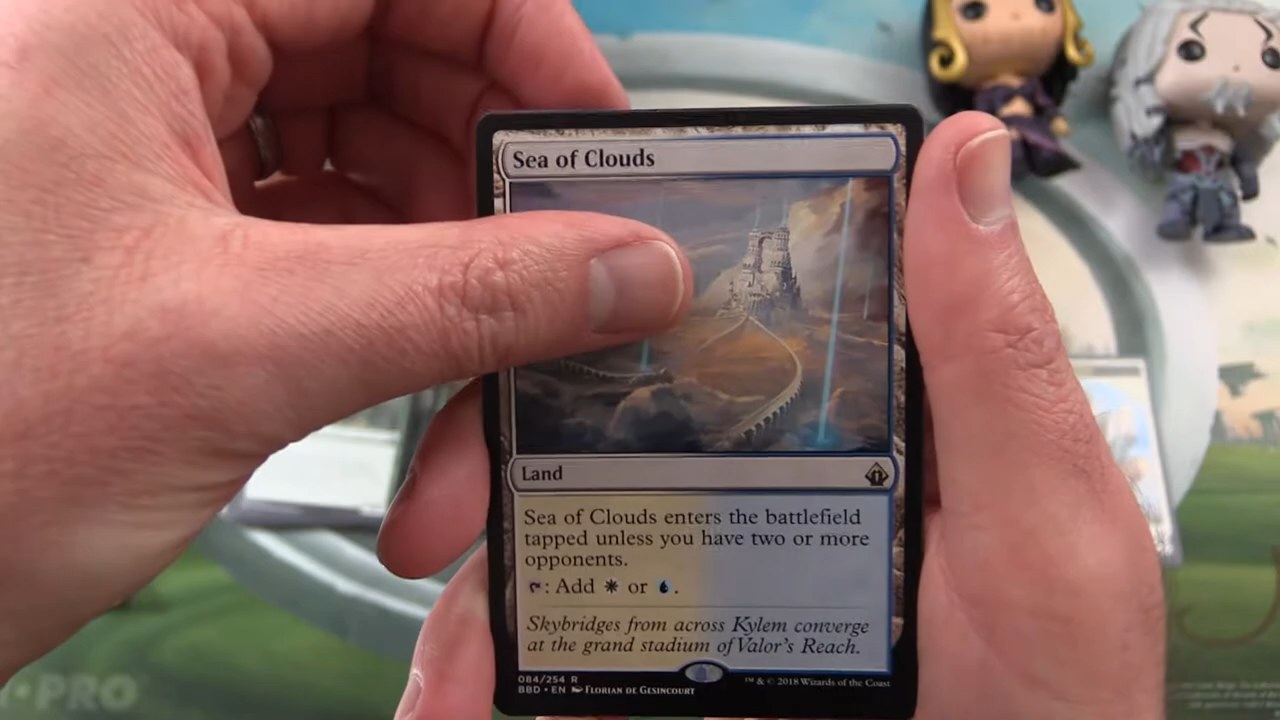 Sea of Clouds
Land
Sea of Clouds enters the battlefield
tapped unless you have two or more
opponents.
: Add or .
Skybridges from across Kylem converge
at the grand stadium of Valor's Reach.
084/254 R
BBD • EN FLORIAN DE GESINCOURT
™ & © 2018 Wizards of the Coast
PRO